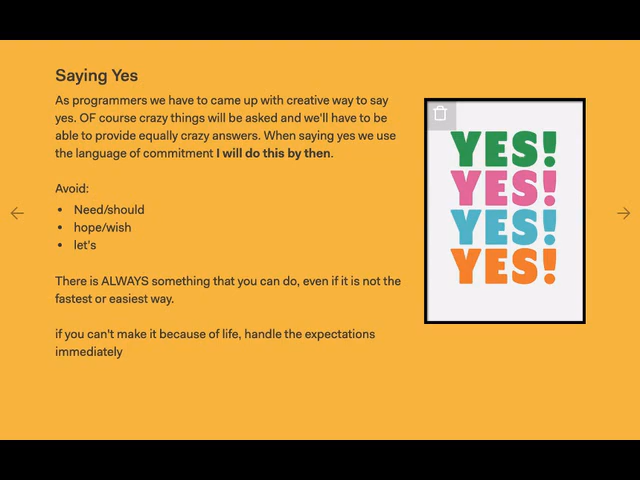 Saying Yes
As programmers we have to came up with creative way to say
yes. OF course crazy things will be asked and we'll have to be
able to provide equally crazy answers. When saying yes we use
the language of commitment I will do this by then.
Avoid:
• Need/should
• hope/wish
• let's
There is ALWAYS something that you can do, even if it is not the
fastest or easiest way.
if you can't make it because of life, handle the expectations
immediately
YES!
YES!
YES!
YES!